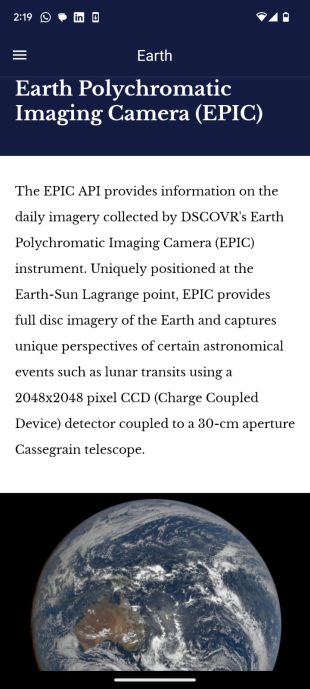 2:19
Earth
Earth Polychromatic
Imaging Camera (EPIC)
The EPIC API provides information on the
daily imagery collected by DSCOVR's Earth
Polychromatic Imaging Camera (EPIC)
instrument. Uniquely positioned at the
Earth-Sun Lagrange point, EPIC provides
full disc imagery of the Earth and captures
unique perspectives of certain astronomical
events such as lunar transits using a
2048x2048 pixel CCD (Charge Coupled
Device) detector coupled to a 30-cm aperture
Cassegrain telescope.